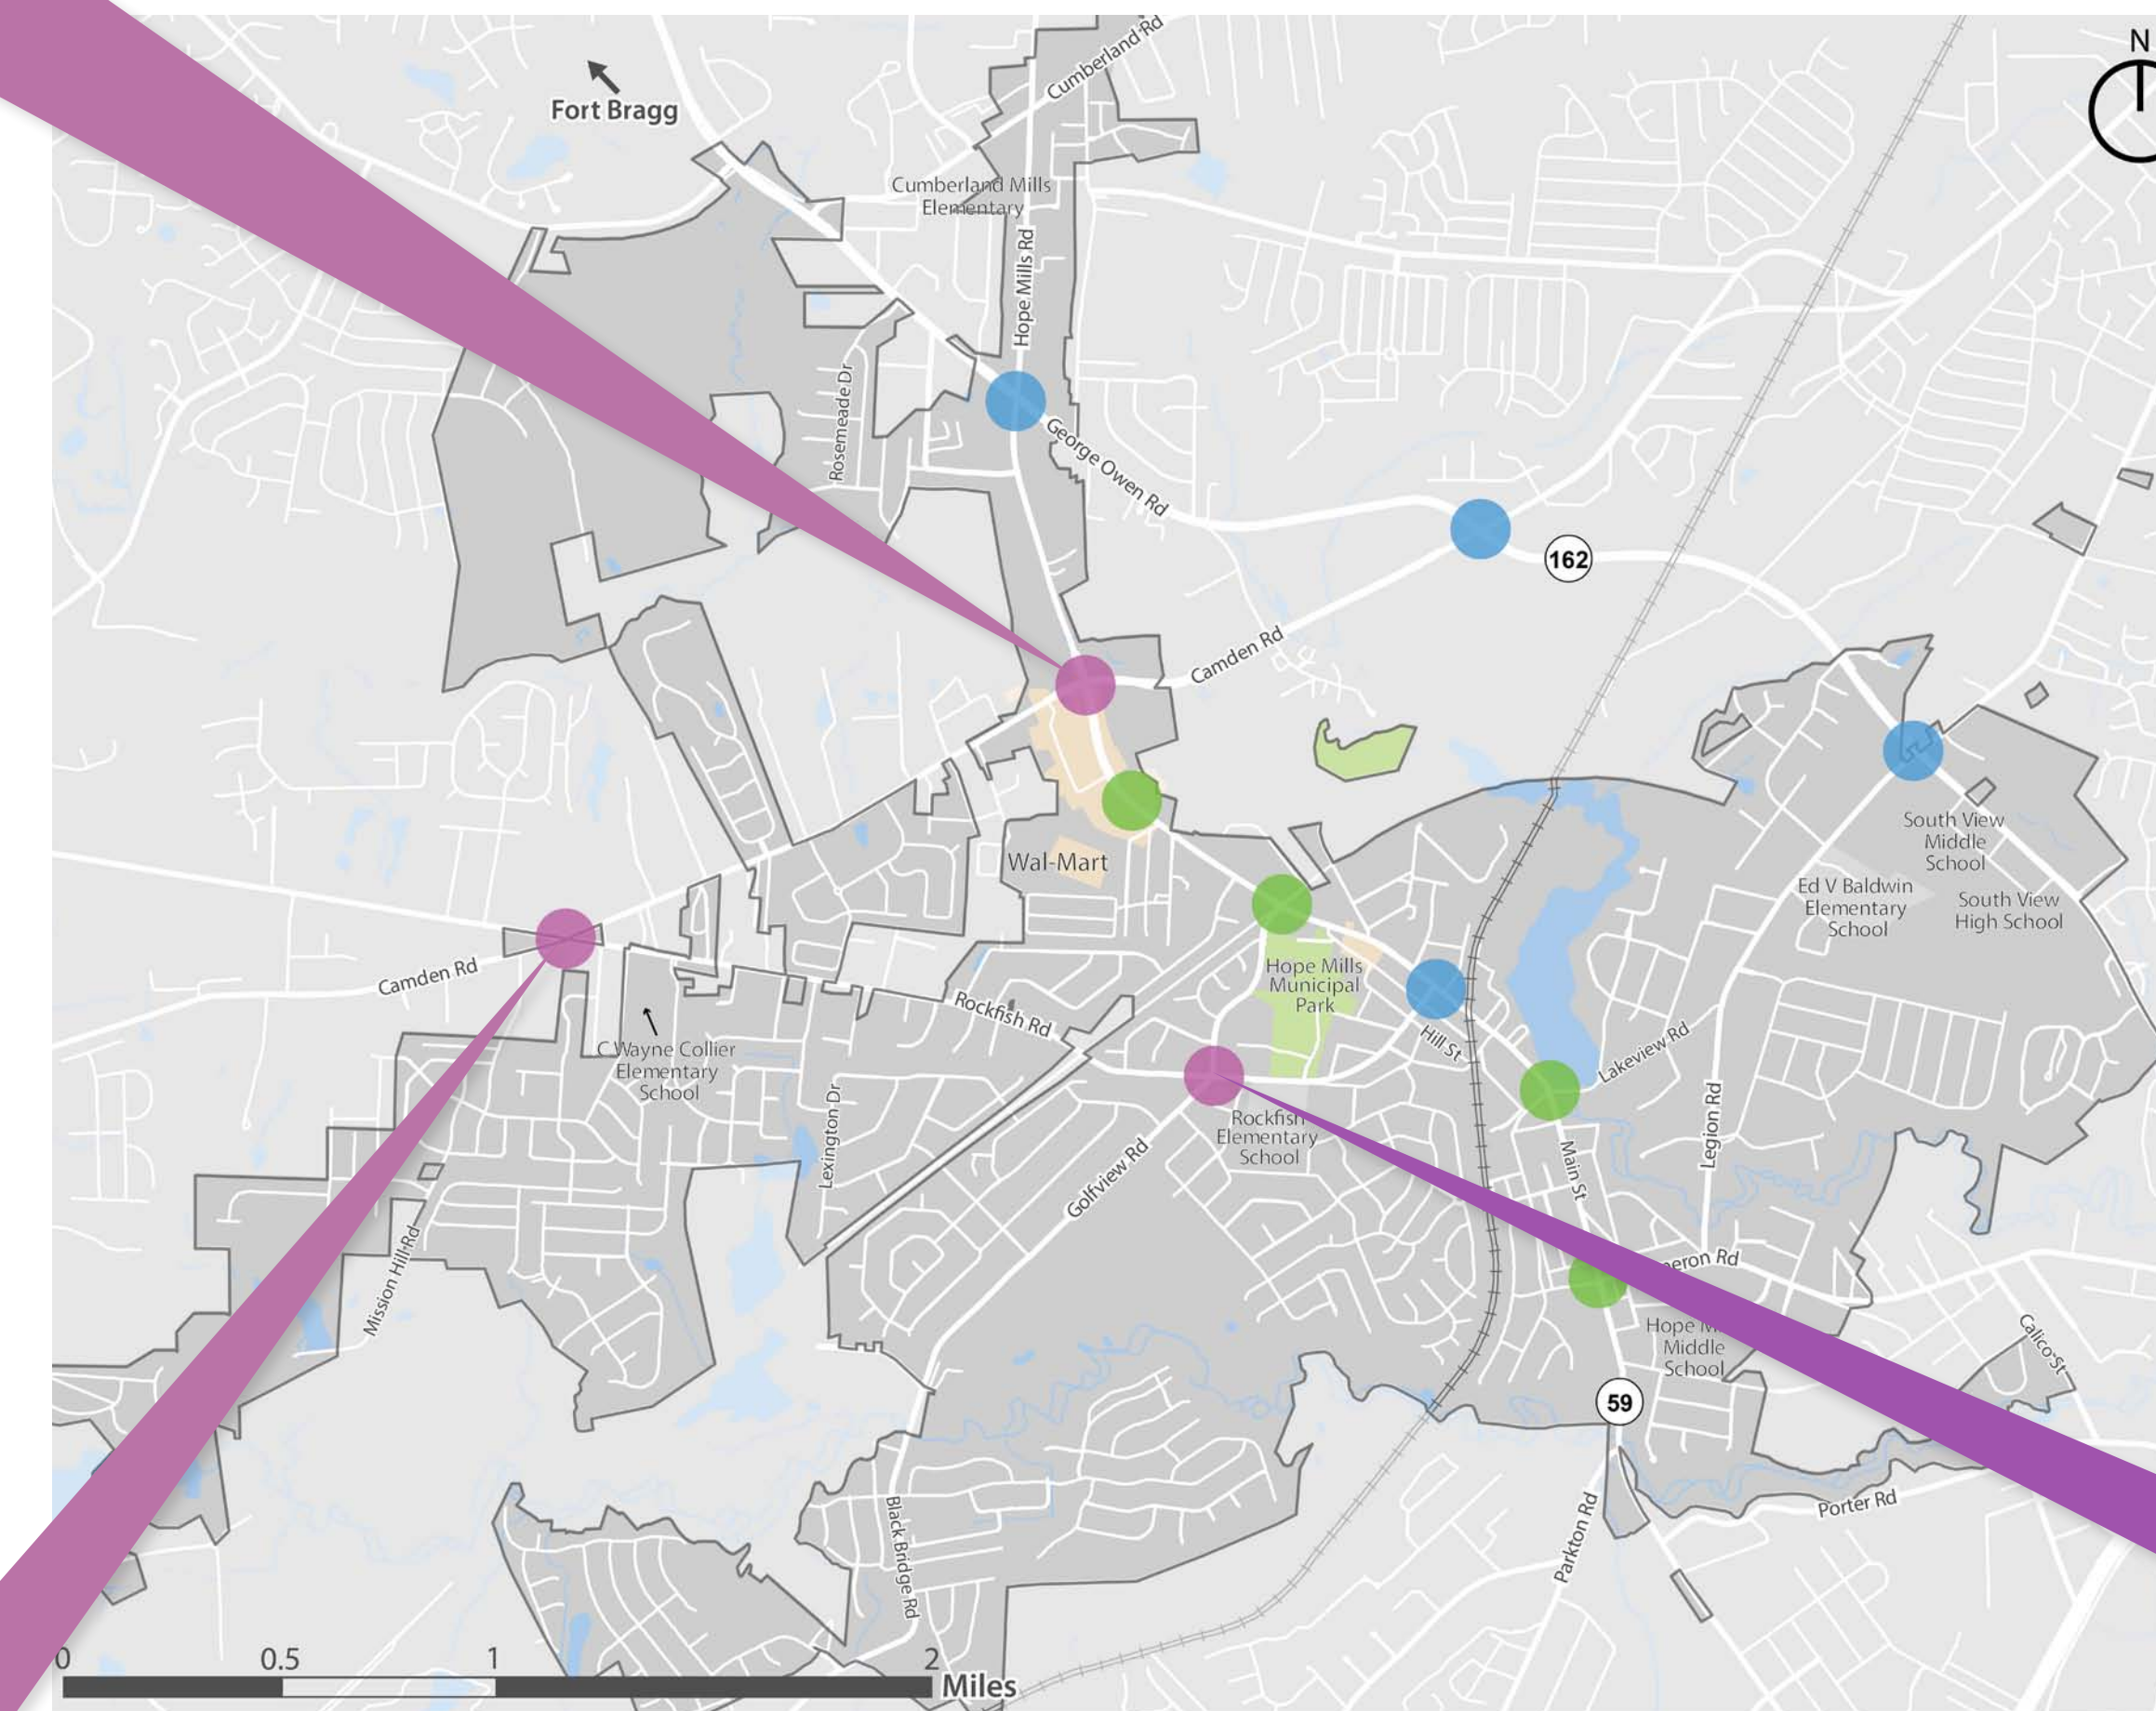 Cumberland Rd
N
Fort Bragg
Cumberland Mills
Elementary
Hope Mills Rd
Rosemeade Dr
George Owen Rd
162
Camden Rd
South View
Middle
School
Wal-Mart
Ed V Baldwin
Elementary
School
South View
High School
Camden Rd
Hope Mills
Municipal
Park
Rockfish Rd
Hill St
Lakeview Rd
C Wayne Collier
Elementary
School
Lexington Dr
Legion Rd
Rockfish
Elementary
School
Golfview Rd
Main St
Mission Hill Rd
Rd
Hope
Middle
School
Calico St
59
Black Bridge Rd
Parkton Rd
Porter Rd
0 0.5 1 2
Miles